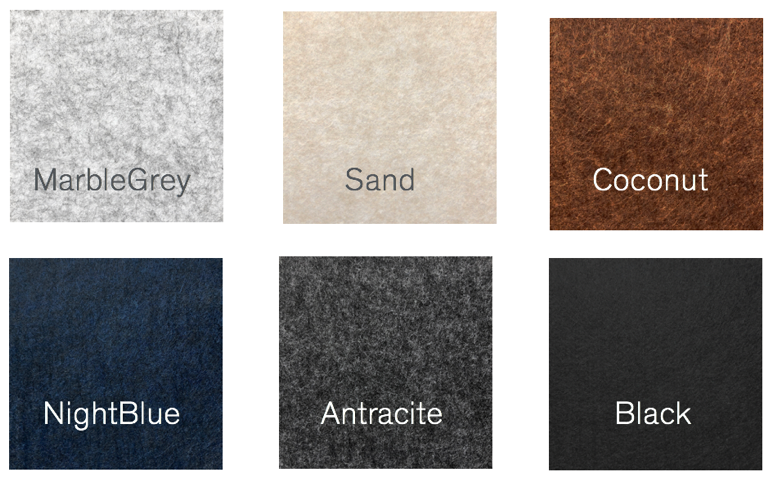 MarbleGrey
Sand
Coconut
NightBlue
Antracite
Black